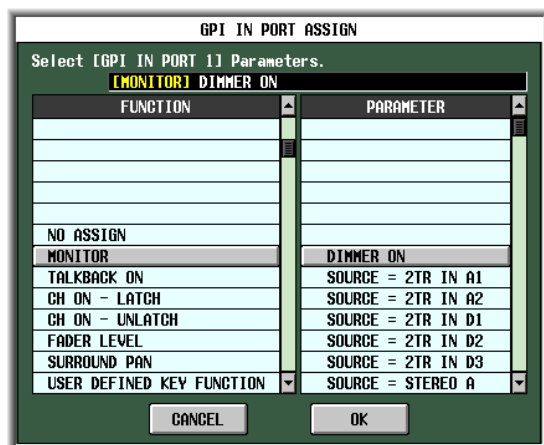 GPI IN PORT ASSIGN
Select [GPI IN PORT 1] Parameters.
[MONITOR] DIMMER ON
FUNCTION PARAMETER
NO ASSIGN
MONITOR DIMMER ON
TALKBACK ON SOURCE = 2TR IN A1
CH ON - LATCH SOURCE = 2TR IN A2
CH ON - UNLATCH SOURCE = 2TR IN D1
FADER LEVEL SOURCE = 2TR IN D2
SURROUND PAN SOURCE = 2TR IN D3
USER DEFINED KEY FUNCTION SOURCE = STEREO A
CANCEL OK